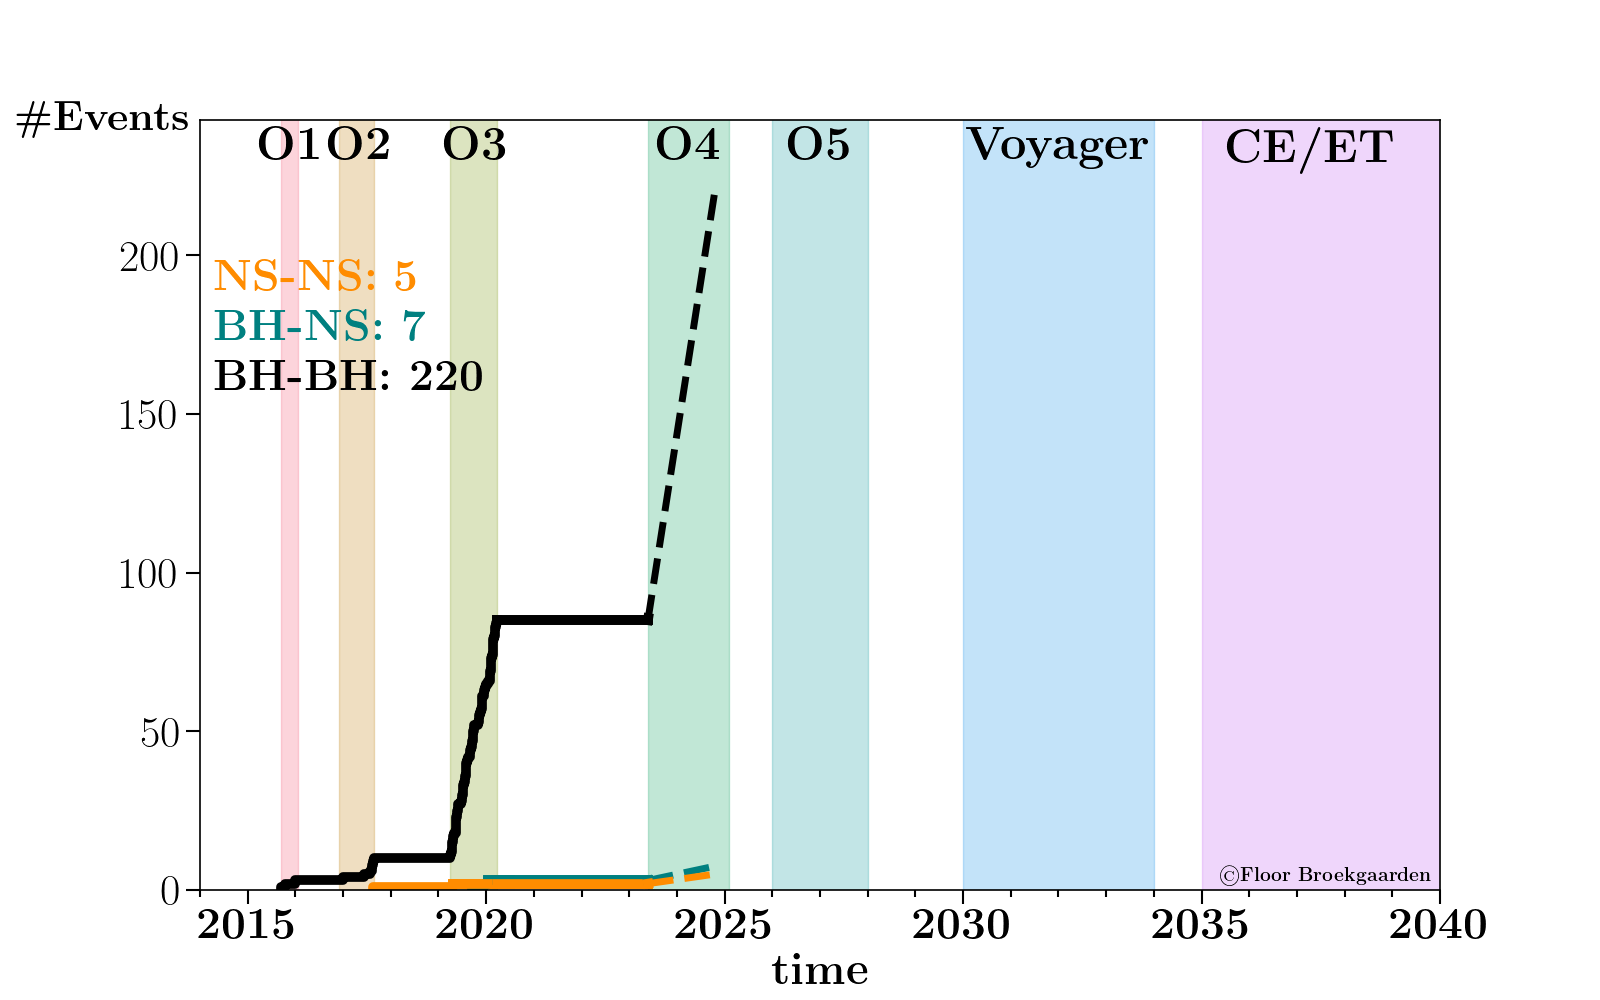 #Events
O1 O2 O3 O4 O5 Voyager CE/ET
200
NS-NS: 5
BH-NS: 7
BH-BH: 220
150
100
50
0
©Floor Broekgaarden
2015 2020 2025 2030 2035 2040
time